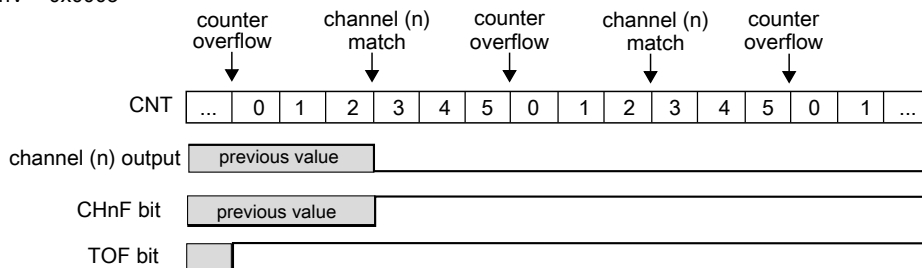 counter overflow channel (n) match counter overflow channel (n) match counter overflow
CNT ... 0 1 2 3 4 5 0 1 2 3 4 5 0 1 ...
channel (n) output previous value
CHnF bit previous value
TOF bit